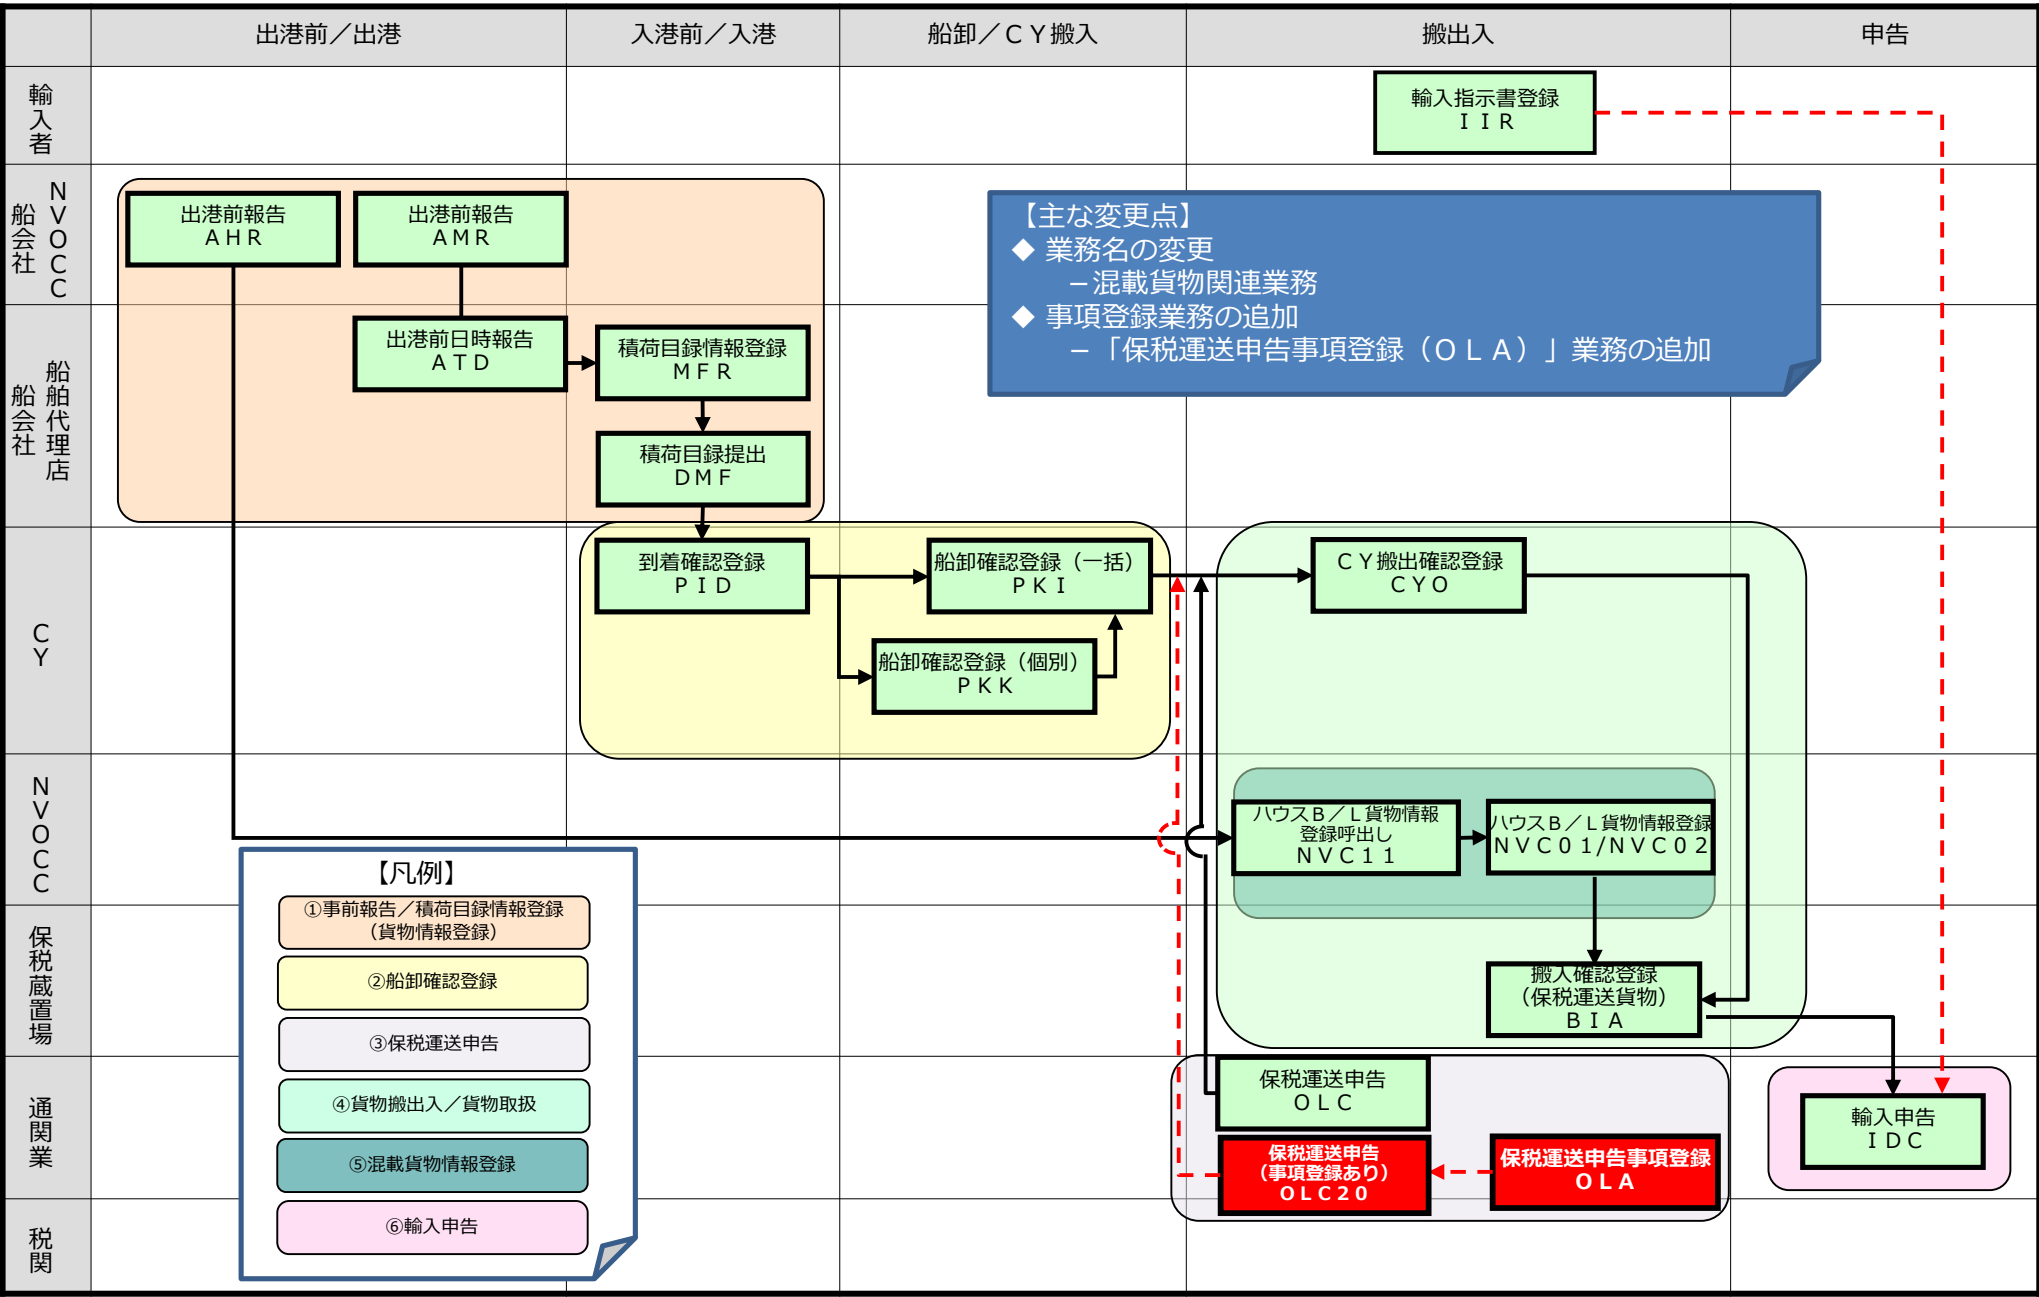 出港前／出港
入港前／入港
船卸／ＣＹ搬入
搬出入
申告
輸入者
輸入指示書登録
ＩＩＲ
ＮＶＯＣＣ
船会社
出港前報告
ＡＨＲ
出港前報告
ＡＭＲ
【主な変更点】
◆ 業務名の変更
－混載貨物関連業務
◆ 事項登録業務の追加
－「保税運送申告事項登録（ＯＬＡ）」業務の追加
船舶代理店
船会社
出港前日時報告
ＡＴＤ
積荷目録情報登録
ＭＦＲ
積荷目録提出
ＤＭＦ
ＣＹ
到着確認登録
ＰＩＤ
船卸確認登録（一括）
ＰＫＩ
船卸確認登録（個別）
ＰＫＫ
ＣＹ搬出確認登録
ＣＹＯ
ＮＶＯＣＣ
ハウスＢ／Ｌ貨物情報
登録呼出し
ＮＶＣ１１
ハウスＢ／Ｌ貨物情報登録
ＮＶＣ０１/ＮＶＣ０２
保税蔵置場
搬入確認登録
（保税運送貨物）
ＢＩＡ
通関業
保税運送申告
ＯＬＣ
保税運送申告
（事項登録あり）
ＯＬＣ２０
保税運送申告事項登録
ＯＬＡ
輸入申告
ＩＤＣ
税関
【凡例】
①事前報告／積荷目録情報登録
（貨物情報登録）
②船卸確認登録
③保税運送申告
④貨物搬出入／貨物取扱
⑤混載貨物情報登録
⑥輸入申告